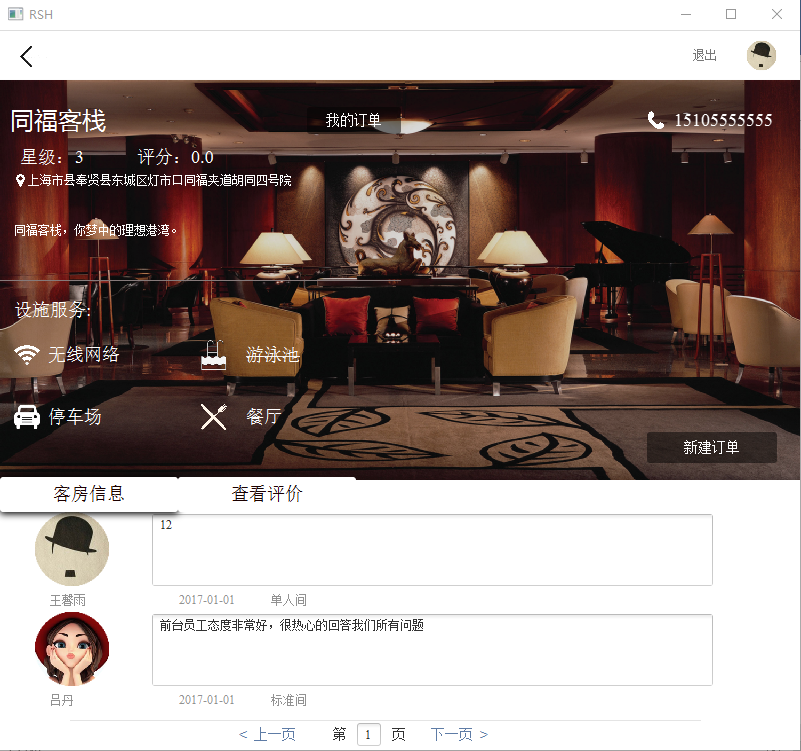 RSH
退出
同福客栈
我的订单
15105555555
星级：3 评分：0.0
上海市县奉贤县东城区灯市口同福夹道胡同四号院
同福客栈，你梦中的理想港湾。
设施服务:
无线网络 游泳池
停车场 餐厅
新建订单
客房信息 查看评价
12
王馨雨 2017-01-01 单人间
前台员工态度非常好，很热心的回答我们所有问题
吕丹 2017-01-01 标准间
< 上一页 第 1 页 下一页 >